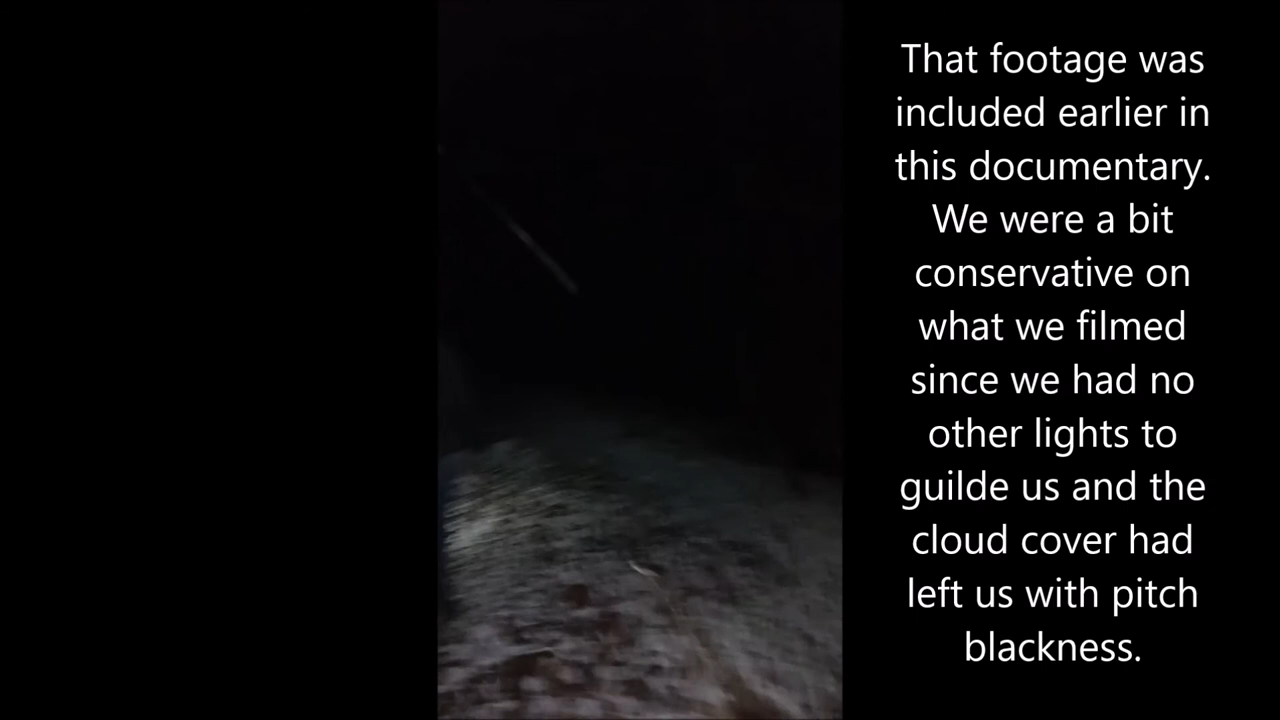 That footage was
included earlier in
this documentary.
We were a bit
conservative on
what we filmed
since we had no
other lights to
guilde us and the
cloud cover had
left us with pitch
blackness.